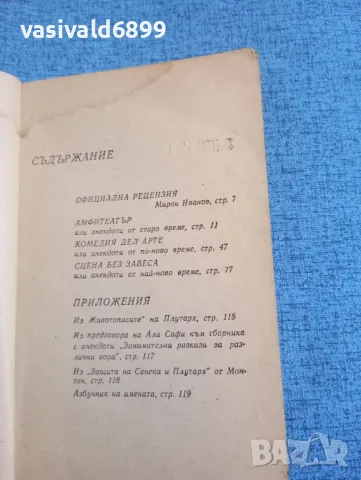 vasivald6899
СЪДЪРЖАНИЕ
ОФИЦИАЛНА РЕЦЕНЗИЯ
Мирон Иванов, стр. 7
АМФИТЕАТЪР
или анекдоти от старо време, стр. 11
КОМЕДИЯ ДЕЛ АРТЕ
или анекдоти от по-ново време, стр. 47
СЦЕНА БЕЗ ЗАВЕСА
или анекдоти от най-ново време, стр. 77
ПРИЛОЖЕНИЯ
Из Животописите" на Плутарх, стр. 115
Из предговора на Али Сафи към сборника
с анекдоти „Занимателни разкази за раз-
лични хора", стр. 117
Из „Защита на Сенека и Плутарх" от Мон-
тен, стр. 118
Азбучник на имената, стр. 119
BAZAR
bg